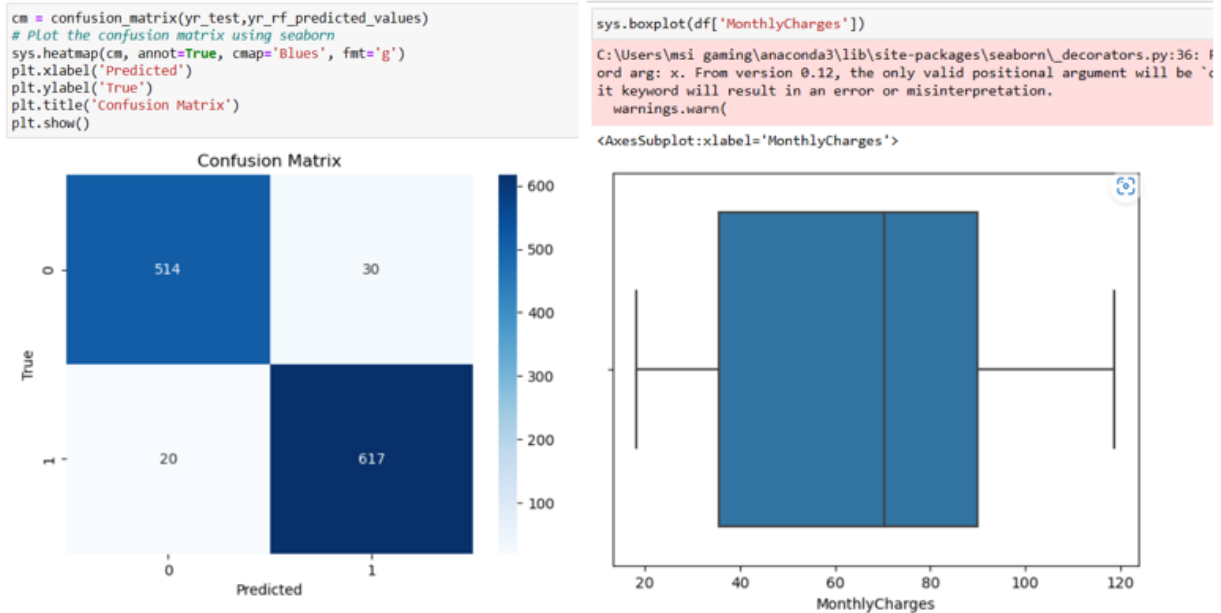 cm = confusion_matrix(yr_test,yr_rf_predicted_values)
# Plot the confusion matrix using seaborn
sys.heatmap(cm, annot=True, cmap='Blues', fmt='g')
plt.xlabel('Predicted')
plt.ylabel('True')
plt.title('Confusion Matrix')
plt.show()
Confusion Matrix
0
514
30
1
20
617
True
0
1
Predicted
600
500
400
300
200
100
sys.boxplot(df['MonthlyCharges'])
C:\Users\msi gaming\anaconda3\lib\site-packages\seaborn\_decorators.py:36:
ord arg: x. From version 0.12, the only valid positional argument will be `
it keyword will result in an error or misinterpretation.
warnings.warn(
<AxesSubplot:xlabel='MonthlyCharges'>
20
40
60
80
100
120
MonthlyCharges